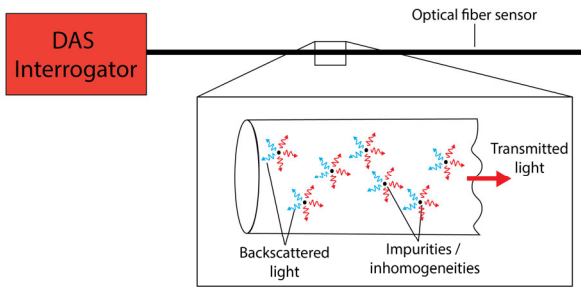 Optical fiber sensor
DAS
Interrogator
Transmitted
light
Backscattered
light
Impurities /
inhomogeneities